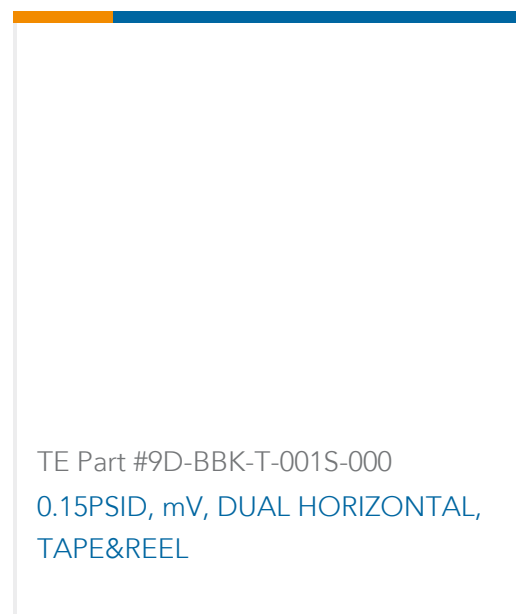 TE Part #9D-BBK-T-001S-000
0.15PSID, mV, DUAL HORIZONTAL,
TAPE&REEL